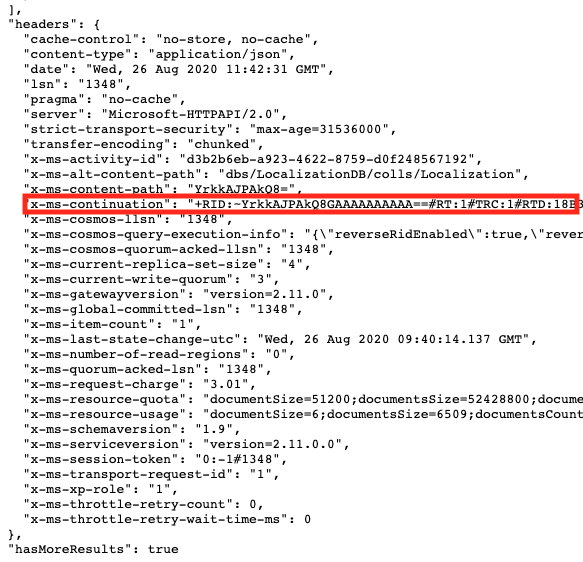 ],
"headers": {
"cache-control": "no-store, no-cache",
"content-type": "application/json",
"date": "Wed, 26 Aug 2020 11:42:31 GMT",
"lsn": "1348",
"pragma": "no-cache",
"server": "Microsoft-HTTPAPI/2.0",
"strict-transport-security": "max-age=31536000",
"transfer-encoding": "chunked",
"x-ms-activity-id": "d3b2b6eb-a923-4622-8759-d0f248567192",
"x-ms-alt-content-path": "dbs/LocalizationDB/colls/Localization",
"x-ms-content-path": "YrkkAJPAkQ8=",
"x-ms-continuation": "+RID:~YrkkAJPAkQ8GAAAAAAAAAA==#RT:1#TRC:1#RTD:18E3
"x-ms-cosmos-llsn": "1348",
"x-ms-cosmos-query-execution-info": "{\"reverseRidEnabled\":true,\"rever
"x-ms-cosmos-quorum-acked-llsn": "1348",
"x-ms-current-replica-set-size": "4",
"x-ms-current-write-quorum": "3",
"x-ms-gatewayversion": "version=2.11.0",
"x-ms-global-committed-lsn": "1348",
"x-ms-item-count": "1",
"x-ms-last-state-change-utc": "Wed, 26 Aug 2020 09:40:14.137 GMT",
"x-ms-number-of-read-regions": "0",
"x-ms-quorum-acked-lsn": "1348",
"x-ms-request-charge": "3.01",
"x-ms-resource-quota": "documentSize=51200;documentsSize=52428800;docume
"x-ms-resource-usage": "documentSize=6;documentsSize=6509;documentsCount
"x-ms-schemaversion": "1.9",
"x-ms-serviceversion": "version=2.11.0.0",
"x-ms-session-token": "0:-1#1348",
"x-ms-transport-request-id": "1",
"x-ms-xp-role": "1",
"x-ms-throttle-retry-count": 0,
"x-ms-throttle-retry-wait-time-ms": 0
},
"hasMoreResults": true